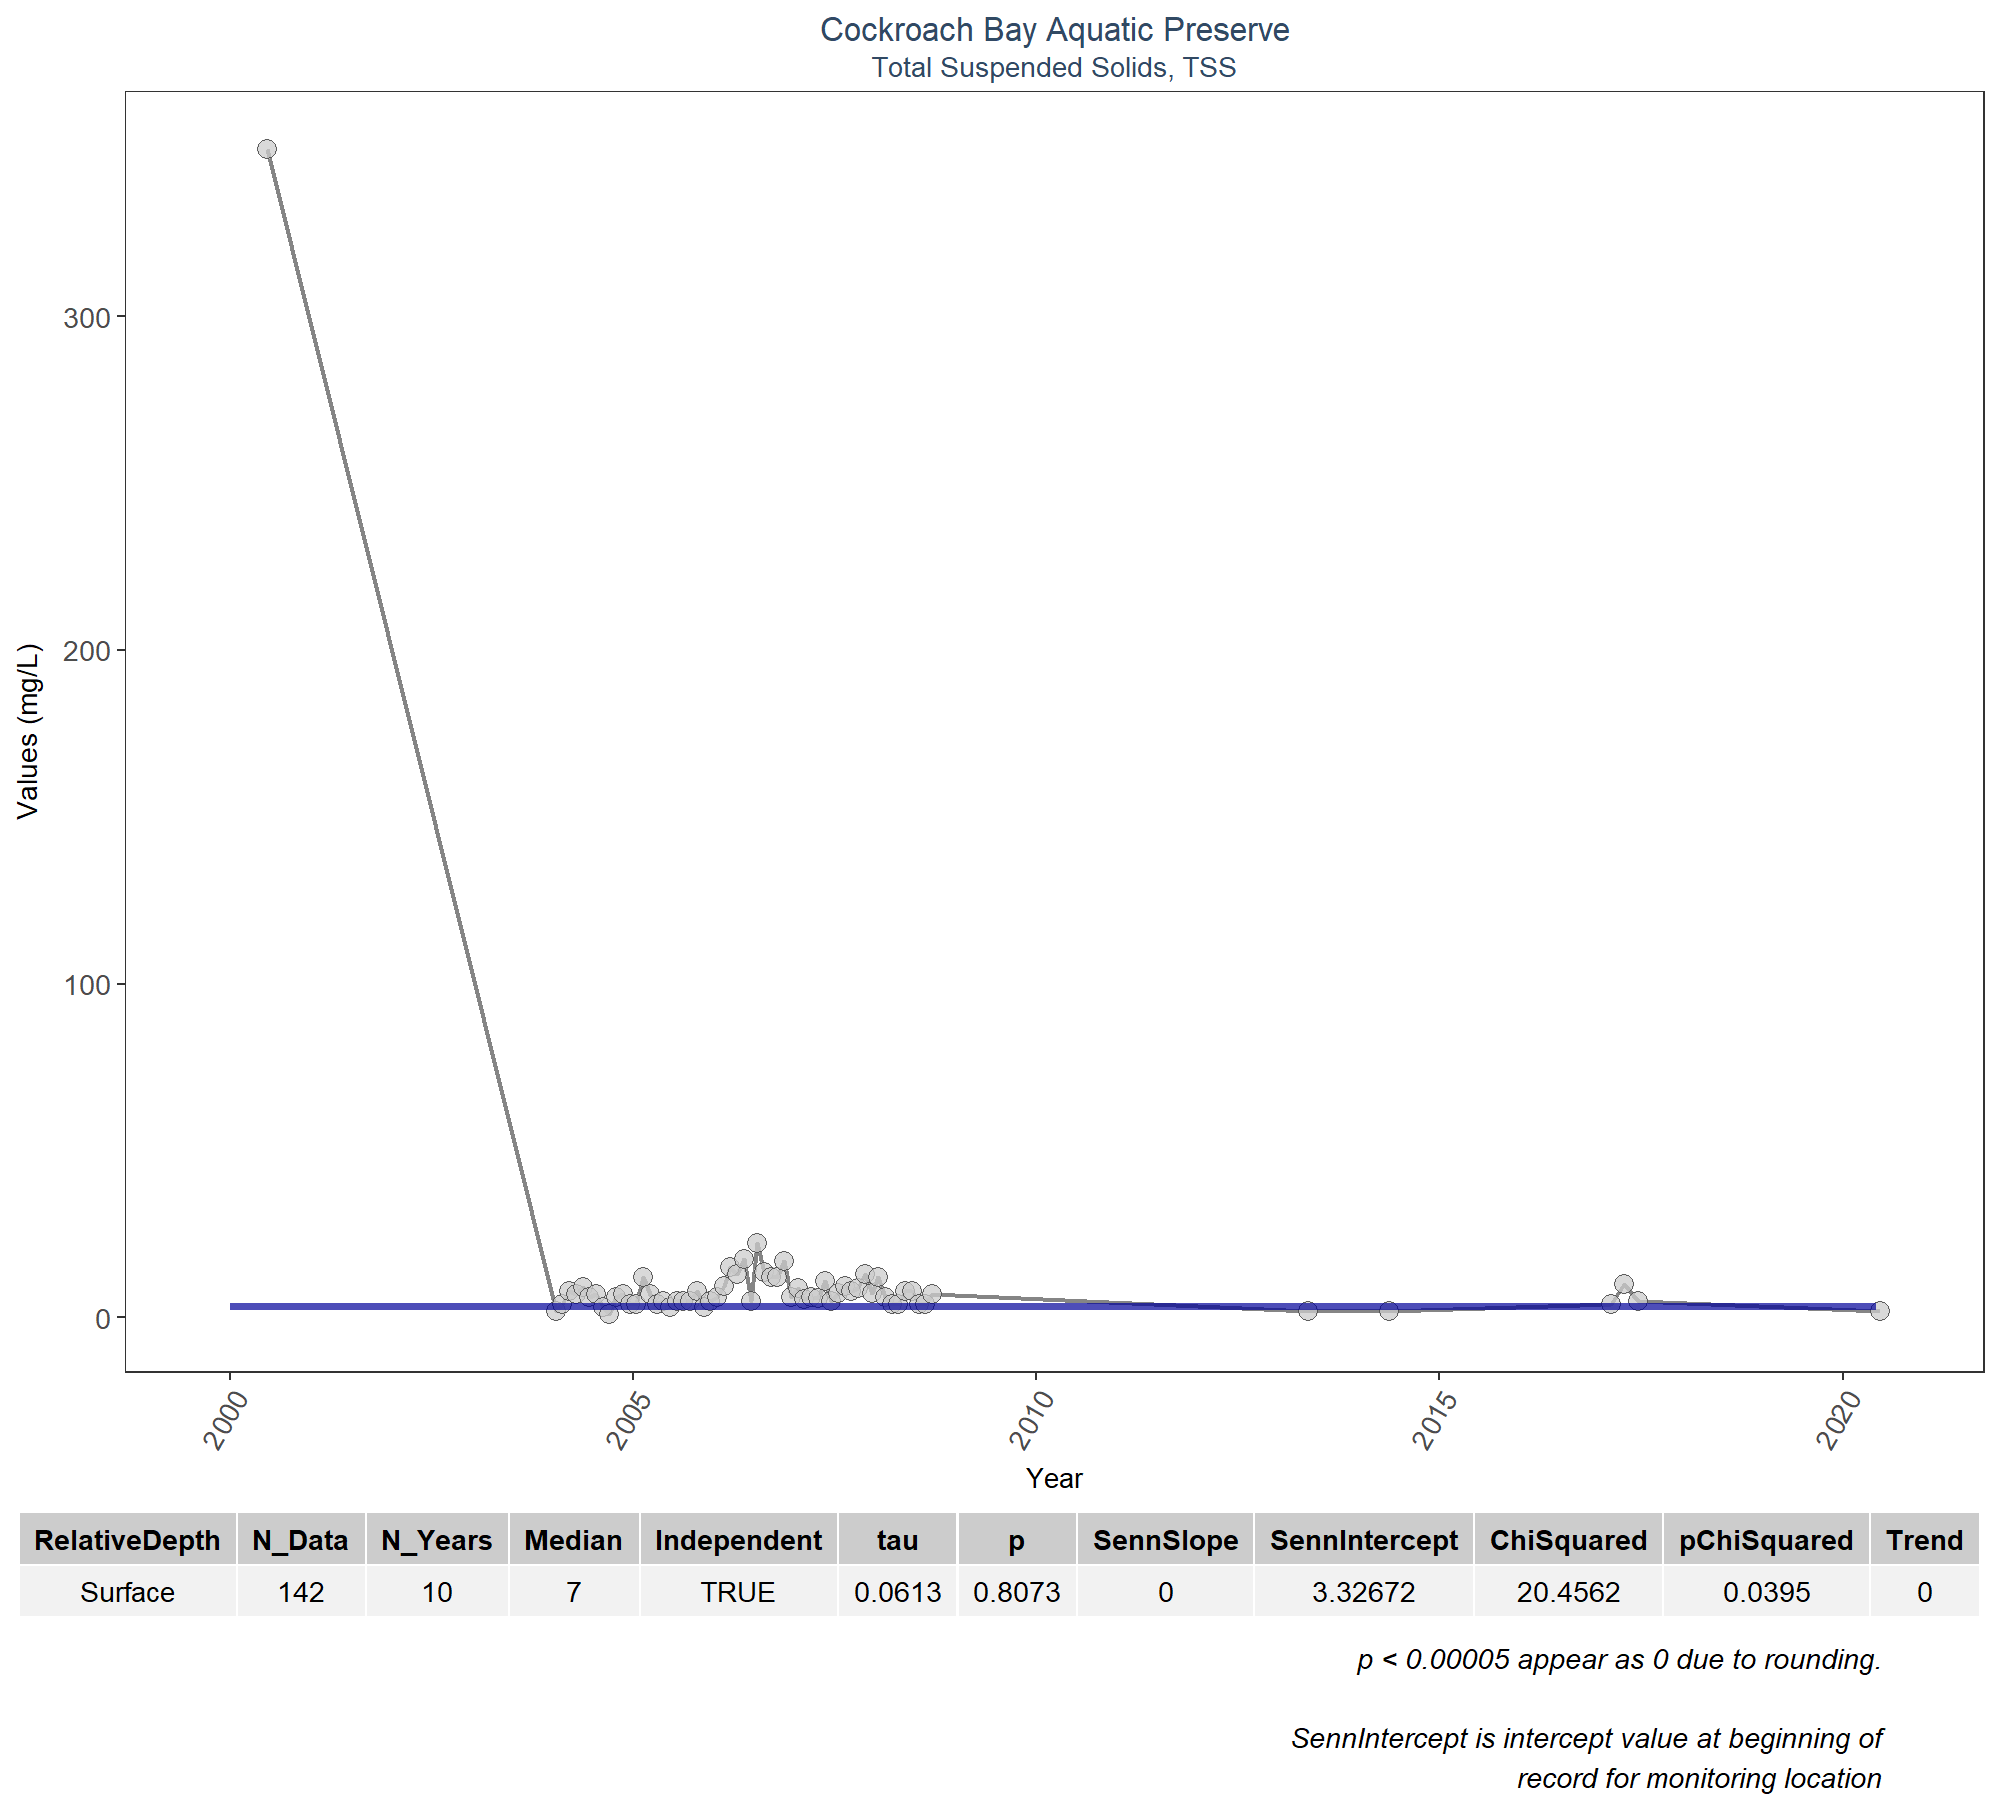 Cockroach Bay Aquatic Preserve
Total Suspended Solids, TSS
Values (mg/L)
300
200
100
0
2000
2005
2010
2015
2020
Year
RelativeDepth N_Data N_Years Median Independent tau p SennSlope SennIntercept ChiSquared pChiSquared Trend
Surface 142 10 7 TRUE 0.0613 0.8073 0 3.32672 20.4562 0.0395 0
p < 0.00005 appear as 0 due to rounding.
SennIntercept is intercept value at beginning of
record for monitoring location